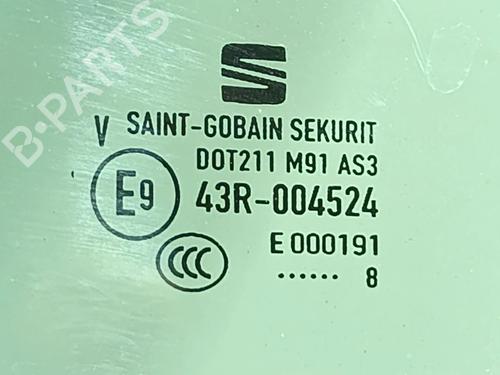 B-PARTS
V SAINT-GOBAIN SEKURIT
DOT211 M91 AS3
E9 43R-004524
E 000191
CCC
...... 8